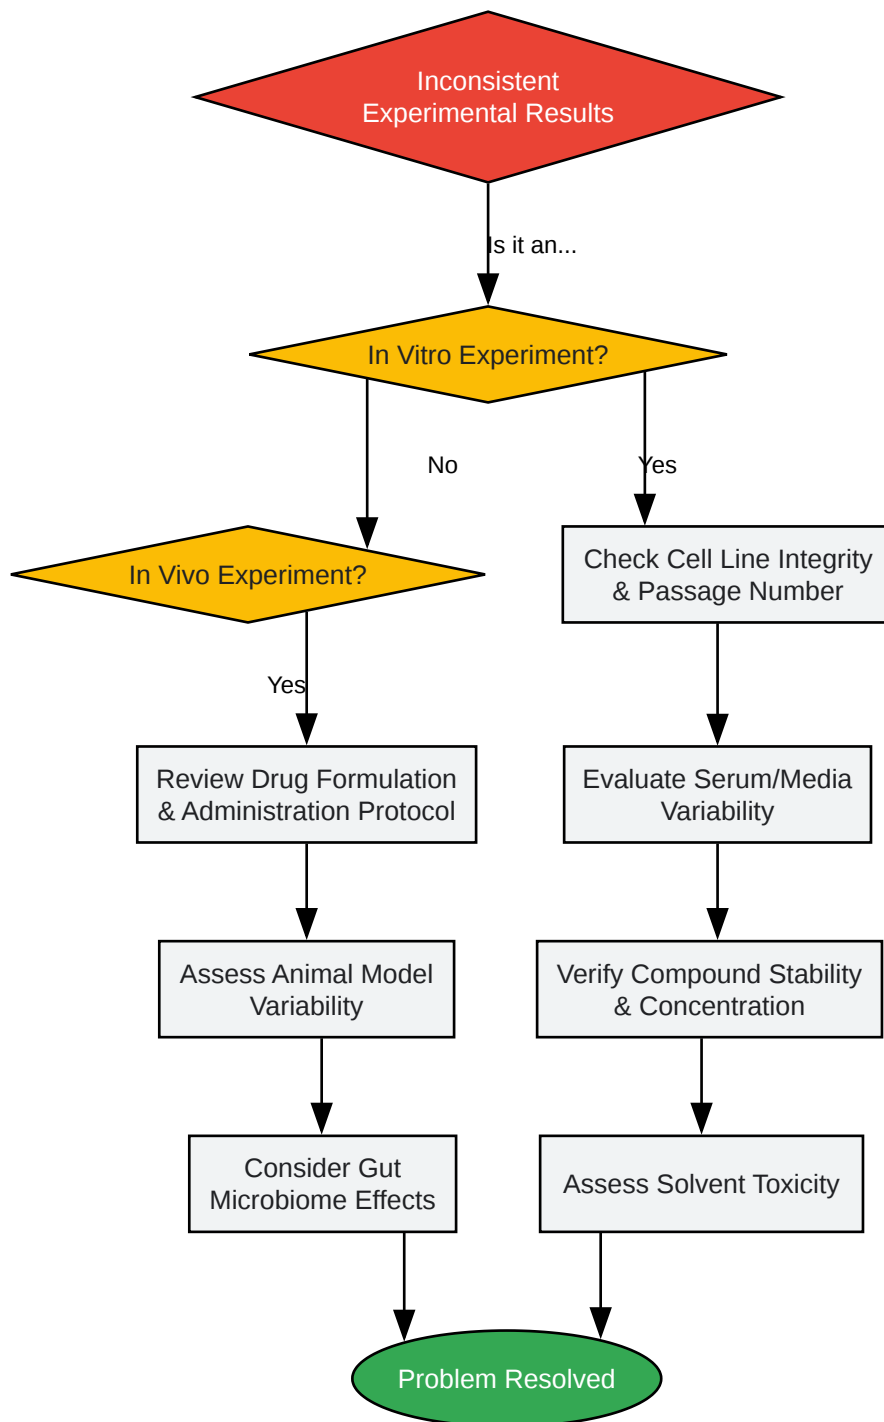 Inconsistent
Experimental Results
Is it an...
In Vitro Experiment?
No
Yes
In Vivo Experiment?
Check Cell Line Integrity
& Passage Number
Yes
Review Drug Formulation
& Administration Protocol
Evaluate Serum/Media
Variability
Assess Animal Model
Variability
Verify Compound Stability
& Concentration
Consider Gut
Microbiome Effects
Assess Solvent Toxicity
Problem Resolved